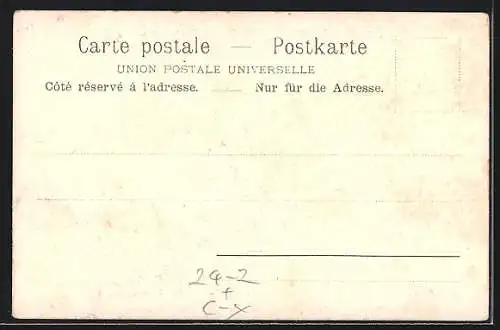 Carte postale — Postkarte
UNION POSTALE UNIVERSELLE
Côté réservé á l'adresse. Nur für die Adresse.
24-2
+
C-X